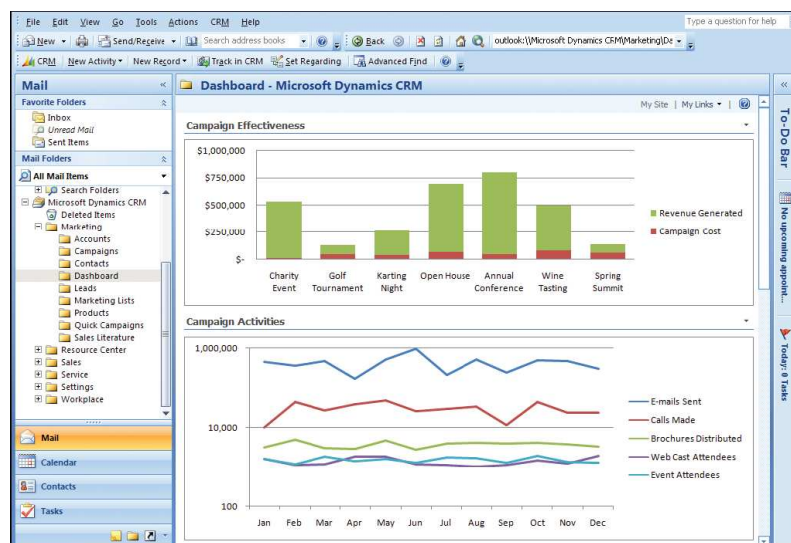 File Edit View Go Tools Actions CRM Help
Type a question for help
New Send/Receive Search address books Back outlook:\\Microsoft Dynamics CRM\Marketing\Da
CRM New Activity New Record Track in CRM Set Regarding Advanced Find
Mail «
Favorite Folders
Inbox
Unread Mail
Sent Items
Mail Folders
All Mail Items
Search Folders
Microsoft Dynamics CRM
Deleted Items
Marketing
Accounts
Campaigns
Contacts
Dashboard
Leads
Marketing Lists
Products
Quick Campaigns
Sales Literature
Resource Center
Sales
Service
Settings
Workplace
Mail
Calendar
Contacts
Tasks
Dashboard - Microsoft Dynamics CRM
My Site | My Links |
Campaign Effectiveness
$1,000,000
$750,000
$500,000
$250,000
$-
Charity Event
Golf Tournament
Karting Night
Open House
Annual Conference
Wine Tasting
Spring Summit
Revenue Generated
Campaign Cost
Campaign Activities
1,000,000
10,000
100
Jan Feb Mar Apr May Jun Jul Aug Sep Oct Nov Dec
E-mails Sent
Calls Made
Brochures Distributed
Web Cast Attendees
Event Attendees
«
To-Do Bar
No upcoming appoint...
Today: 0 Tasks